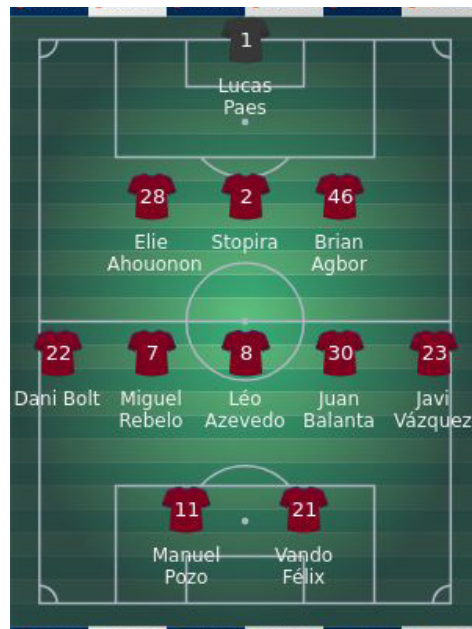 1
Lucas
Paes
28 2 46
Elie Stopira Brian
Ahouonon Agbor
22 7 8 30 23
Dani Bolt Miguel Léo Juan Javi
Rebelo Azevedo Balanta Vázquez
11 21
Manuel Vando
Pozo Félix